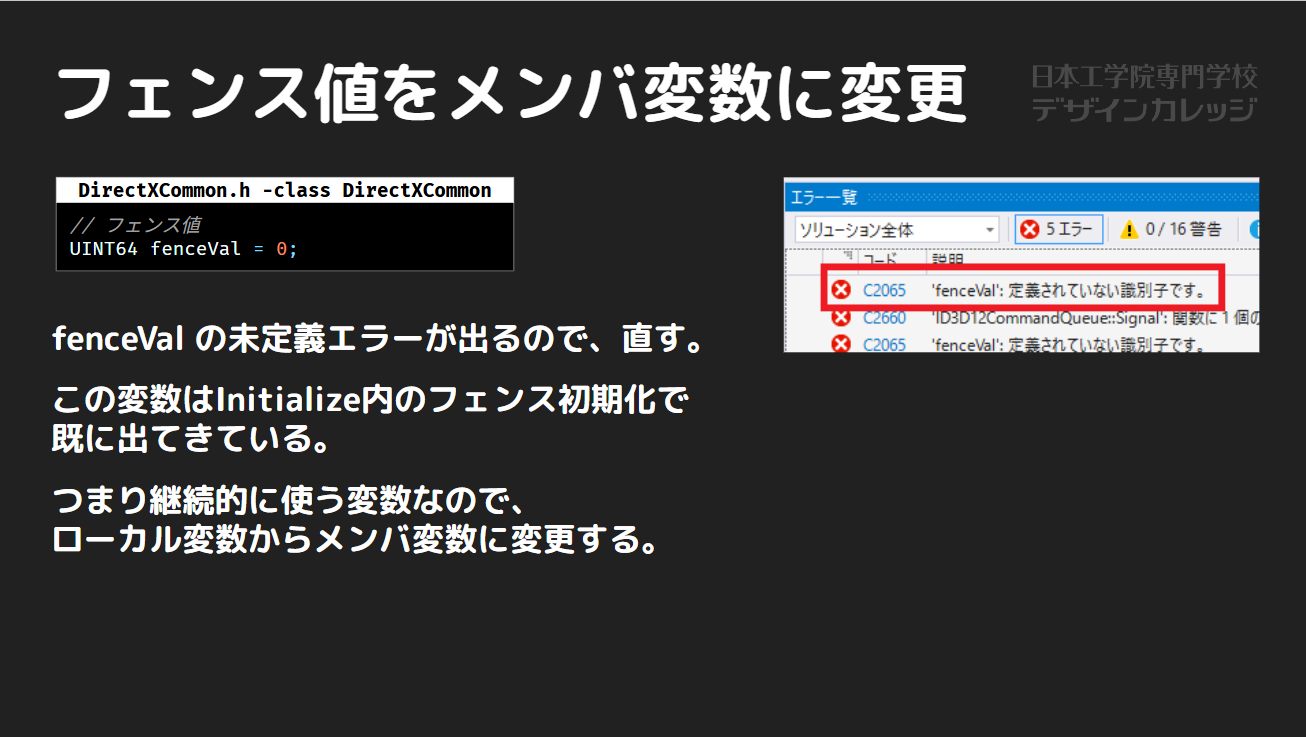 フェンス値をメンバ変数に変更
日本工学院専門学校
デザインカレッジ
DirectXCommon.h -class DirectXCommon
// フェンス値
UINT64 fenceVal = 0;
fenceVal の未定義エラーが出るので、直す。
この変数はInitialize内のフェンス初期化で
既に出てきている。
つまり継続的に使う変数なので、
ローカル変数からメンバ変数に変更する。
エラー一覧
ソリューション全体 5 エラー 0 / 16 警告
コード 説明
C2065 'fenceVal': 定義されていない識別子です。
C2660 'ID3D12CommandQueue::Signal': 関数に 1 個の
C2065 'fenceVal': 定義されていない識別子です。